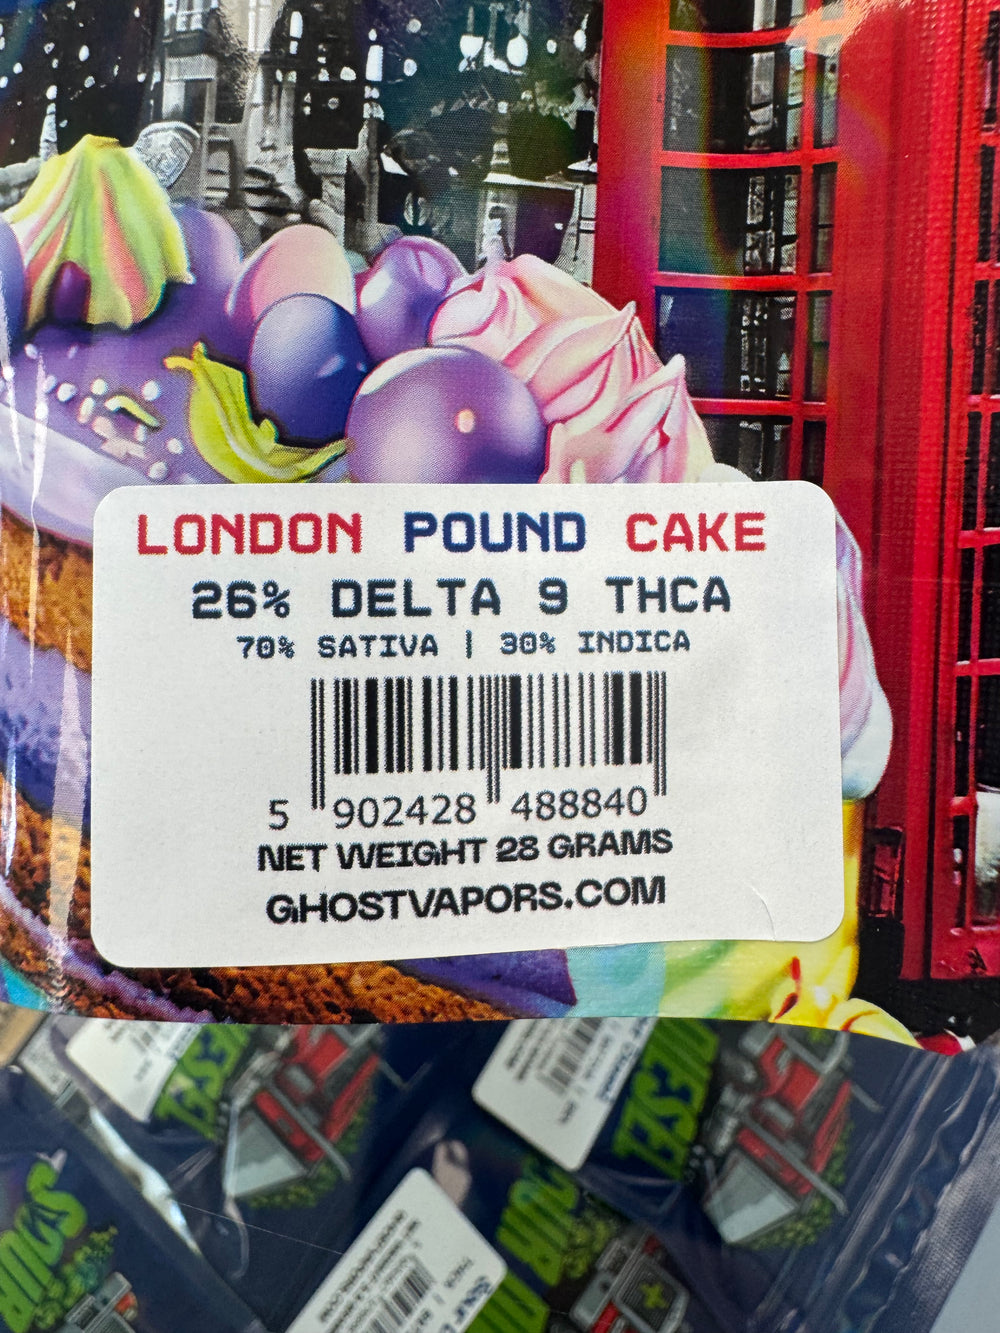 LONDON POUND CAKE
26% DELTA 9 THCA
70% SATIVA | 30% INDICA
5 902428 488840
NET WEIGHT 28 GRAMS
GHOSTVAPORS.COM
DIESEL